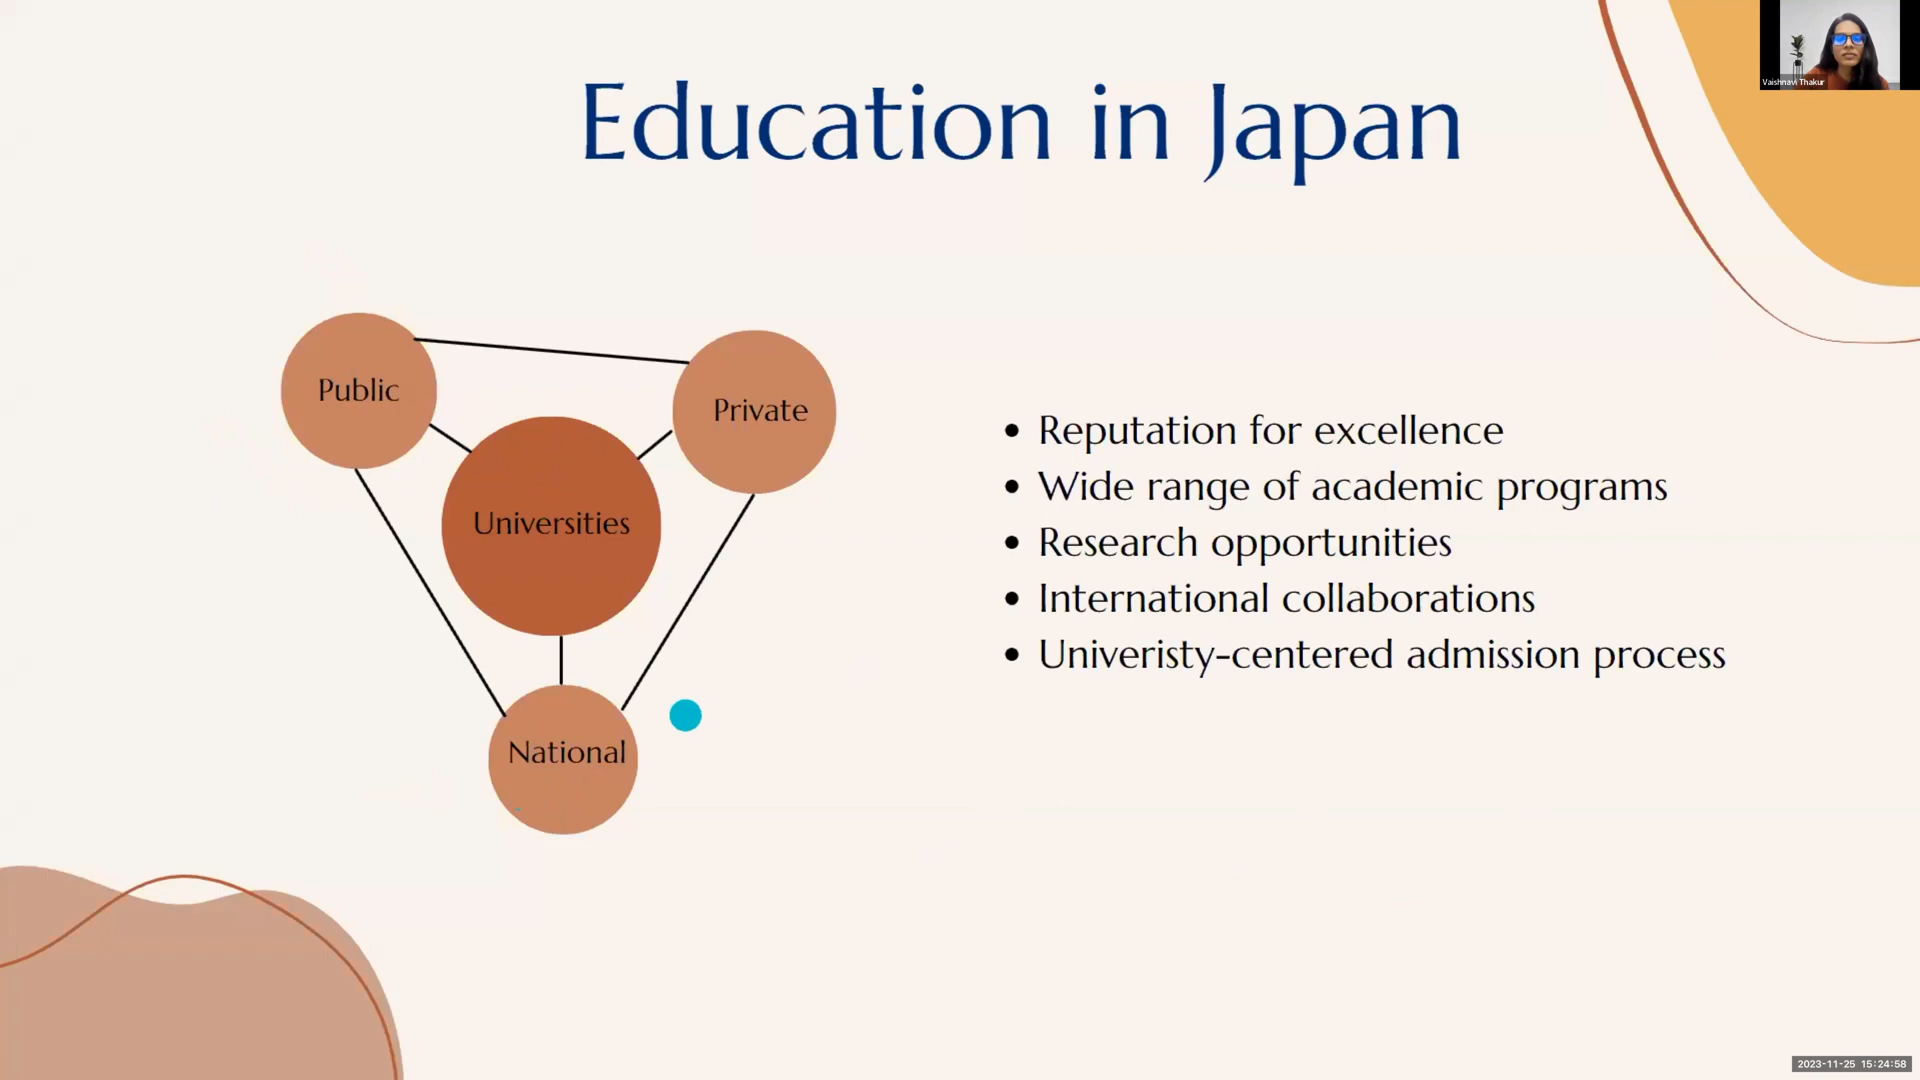 Vaishnavi Thakur
Education in Japan
Public
Private
Universities
National
• Reputation for excellence
• Wide range of academic programs
• Research opportunities
• International collaborations
• Univeristy-centered admission process
2023-11-25 15:24:58